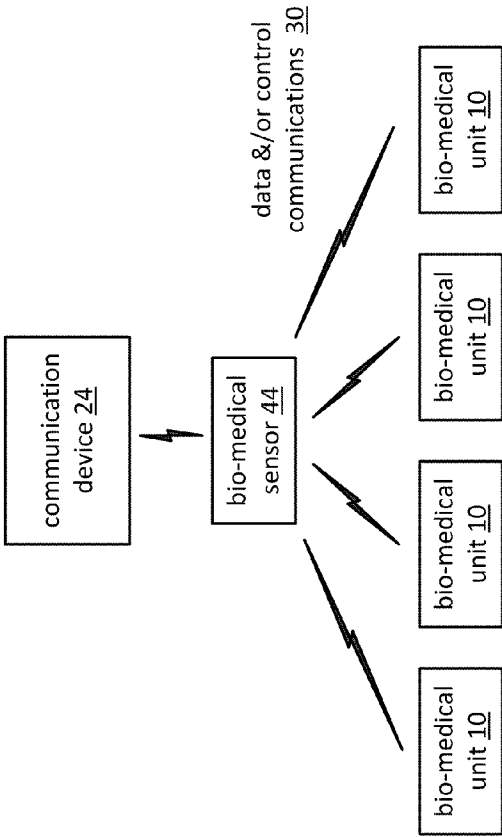 communication
device 24
bio-medical
sensor 44
data &/or control
communications 30
bio-medical
unit 10
bio-medical
unit 10
bio-medical
unit 10
bio-medical
unit 10